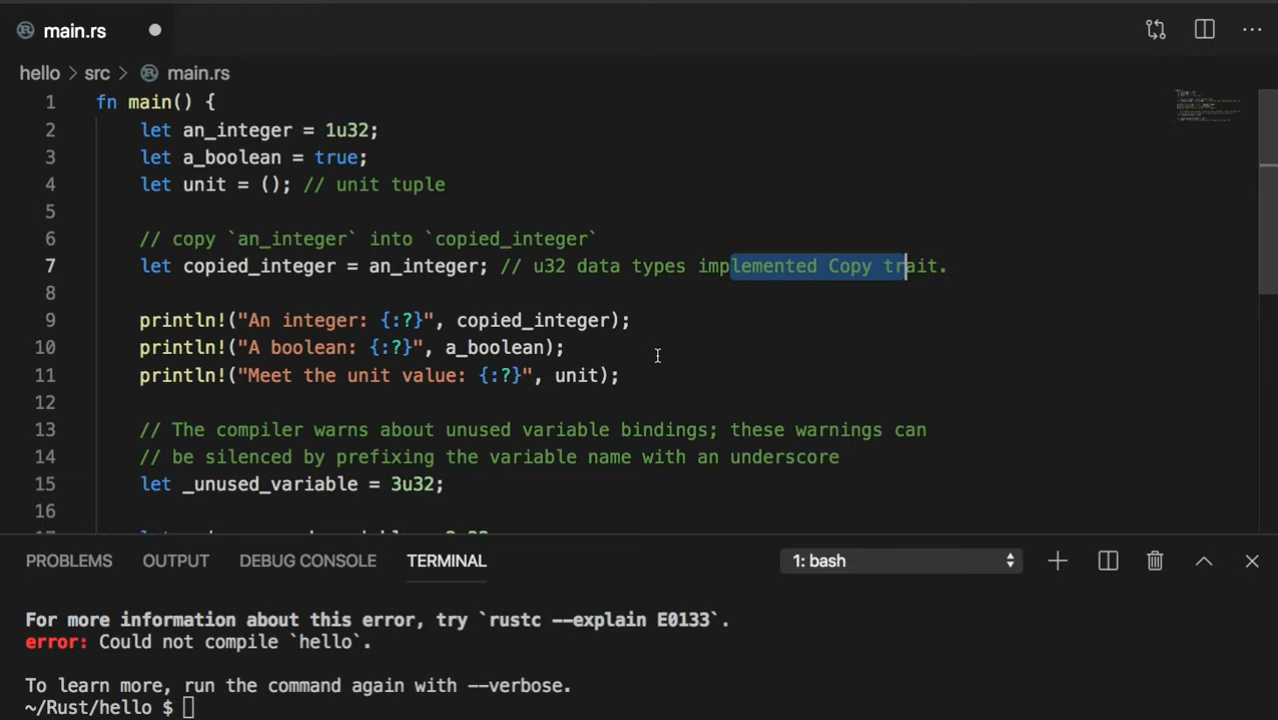 main.rs
hello > src > main.rs
1 fn main() {
2 let an_integer = 1u32;
3 let a_boolean = true;
4 let unit = (); // unit tuple
5
6 // copy `an_integer` into `copied_integer`
7 let copied_integer = an_integer; // u32 data types implemented Copy trait.
8
9 println!("An integer: {:?}", copied_integer);
10 println!("A boolean: {:?}", a_boolean);
11 println!("Meet the unit value: {:?}", unit);
12
13 // The compiler warns about unused variable bindings; these warnings can
14 // be silenced by prefixing the variable name with an underscore
15 let _unused_variable = 3u32;
16
PROBLEMS OUTPUT DEBUG CONSOLE TERMINAL 1: bash
For more information about this error, try `rustc --explain E0133`.
error: Could not compile `hello`.
To learn more, run the command again with --verbose.
~/Rust/hello $